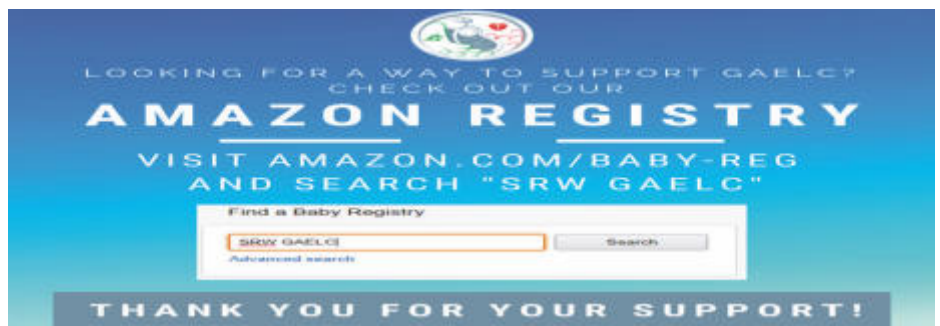 LOOKING FOR A WAY TO SUPPORT GAELC?
CHECK OUT OUR
AMAZON REGISTRY
VISIT AMAZON.COM/BABY-REG
AND SEARCH "SRW GAELC"
Find a Baby Registry
SRW GAELC
Search
Advanced search
THANK YOU FOR YOUR SUPPORT!